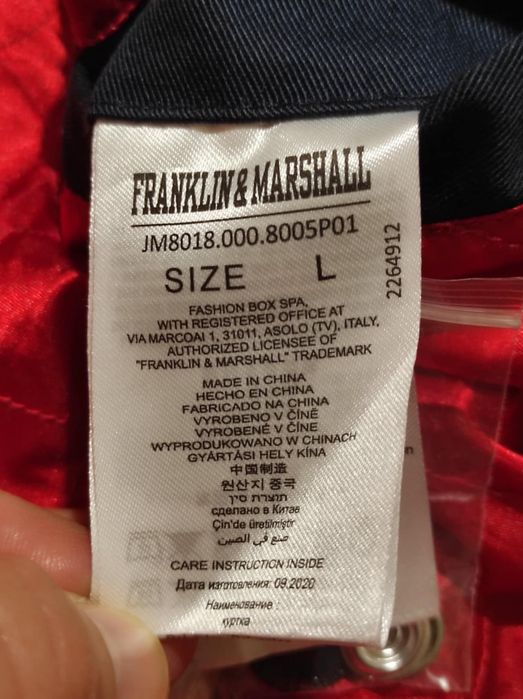 FRANKLIN & MARSHALL
JM8018.000.8005P01
SIZE L
2264912
FASHION BOX SPA,
WITH REGISTERED OFFICE AT
VIA MARCOAI 1, 31011, ASOLO (TV), ITALY,
AUTHORIZED LICENSEE OF
"FRANKLIN & MARSHALL" TRADEMARK
MADE IN CHINA
HECHO EN CHINA
FABRICADO NA CHINA
VYROBENO V ČÍNĚ
VYROBENÉ V ČÍNE
WYPRODUKOWANO W CHINACH
GYÁRTÁSI HELY KÍNA
中国制造
원산지 중국
תוצרת סין
сделано в Китае
Çin'de üretilmiştir
صنع في الصين
CARE INSTRUCTION INSIDE
Дата изготовления: 09.2020
Наименование :
куртка